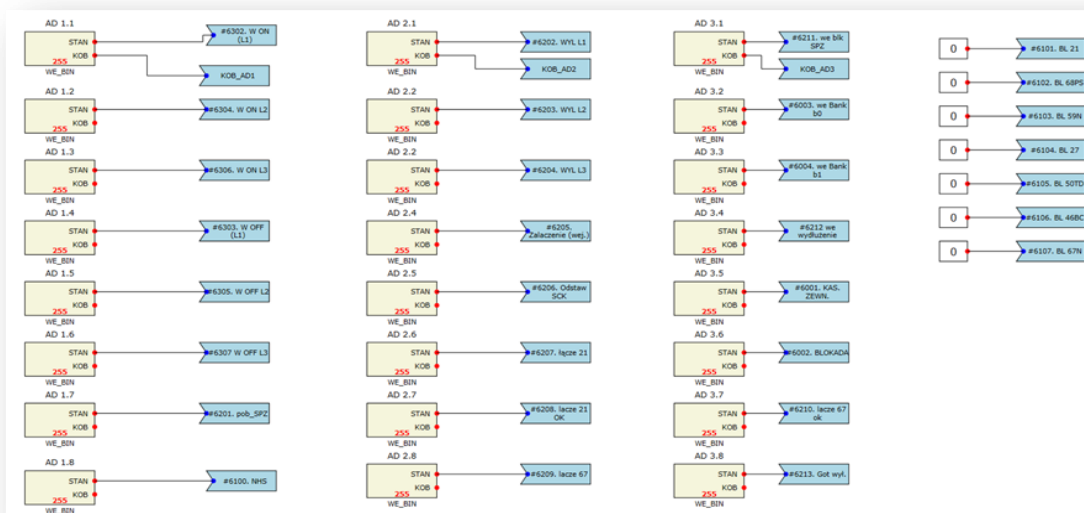 AD 1.1
STAN
KOB
255
WE_BIN
#6302. W ON
(L1)
KOB_AD1
AD 1.2
STAN
KOB
255
WE_BIN
#6304. W ON L2
AD 1.3
STAN
KOB
255
WE_BIN
#6306. W ON L3
AD 1.4
STAN
KOB
255
WE_BIN
#6303. W OFF
(L1)
AD 1.5
STAN
KOB
255
WE_BIN
#6305. W OFF L2
AD 1.6
STAN
KOB
255
WE_BIN
#6307 W OFF L3
AD 1.7
STAN
KOB
255
WE_BIN
#6201. pob_SPZ
AD 1.8
STAN
KOB
255
WE_BIN
#6100. NHS
AD 2.1
STAN
KOB
255
WE_BIN
#6202. WYL L1
KOB_AD2
AD 2.2
STAN
KOB
255
WE_BIN
#6203. WYL L2
AD 2.2
STAN
KOB
255
WE_BIN
#6204. WYL L3
AD 2.4
STAN
KOB
255
WE_BIN
#6205.
Zalaczenie (wej.)
AD 2.5
STAN
KOB
255
WE_BIN
#6206. Odstaw
SCK
AD 2.6
STAN
KOB
255
WE_BIN
#6207. łącze 21
AD 2.7
STAN
KOB
255
WE_BIN
#6208. lacze 21
OK
AD 2.8
STAN
KOB
255
WE_BIN
#6209. lacze 67
AD 3.1
STAN
KOB
255
WE_BIN
#6211. we blk
SPZ
KOB_AD3
AD 3.2
STAN
KOB
255
WE_BIN
#6003. we Bank
b0
AD 3.3
STAN
KOB
255
WE_BIN
#6004. we Bank
b1
AD 3.4
STAN
KOB
255
WE_BIN
#6212 we
wydłużenie
AD 3.5
STAN
KOB
255
WE_BIN
#6001. KAS.
ZEWN.
AD 3.6
STAN
KOB
255
WE_BIN
#6002. BLOKADA
AD 3.7
STAN
KOB
255
WE_BIN
#6210. lacze 67
ok
AD 3.8
STAN
KOB
255
WE_BIN
#6213. Got wył.
0
#6101. BL 21
0
#6102. BL 68PS
0
#6103. BL 59N
0
#6104. BL 27
0
#6105. BL 50TD
0
#6106. BL 46BC
0
#6107. BL 67N